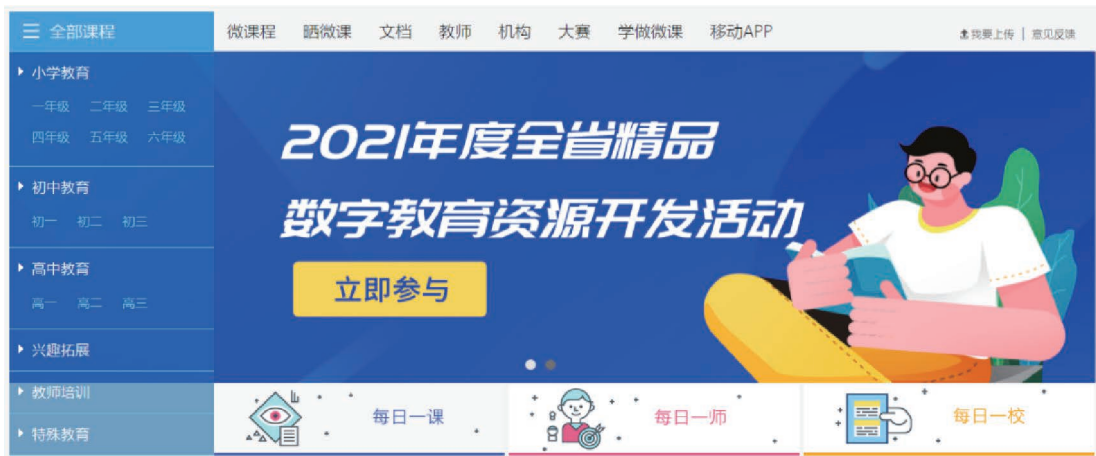 全部课程
微课程 晒微课 文档 教师 机构 大赛 学做微课 移动APP
我要上传 | 意见反馈
小学教育
一年级 二年级 三年级
四年级 五年级 六年级
初中教育
初一 初二 初三
高中教育
高一 高二 高三
兴趣拓展
教师培训
特殊教育
2021年度全省精品
数字教育资源开发活动
立即参与
每日一课
每日一师
每日一校